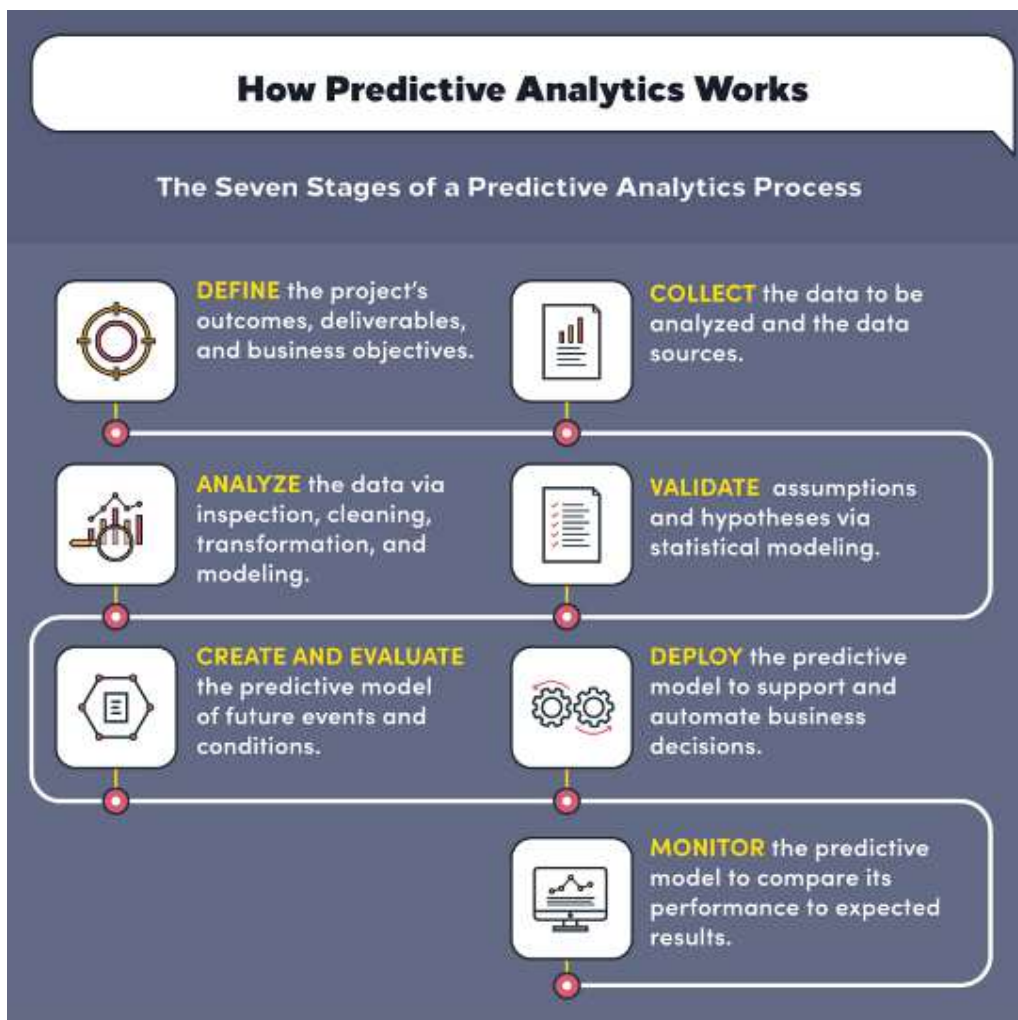 How Predictive Analytics Works
The Seven Stages of a Predictive Analytics Process
DEFINE the project's
outcomes, deliverables,
and business objectives.
COLLECT the data to be
analyzed and the data
sources.
ANALYZE the data via
inspection, cleaning,
transformation, and
modeling.
VALIDATE assumptions
and hypotheses via
statistical modeling.
CREATE AND EVALUATE
the predictive model
of future events and
conditions.
DEPLOY the predictive
model to support and
automate business
decisions.
MONITOR the predictive
model to compare its
performance to expected
results.